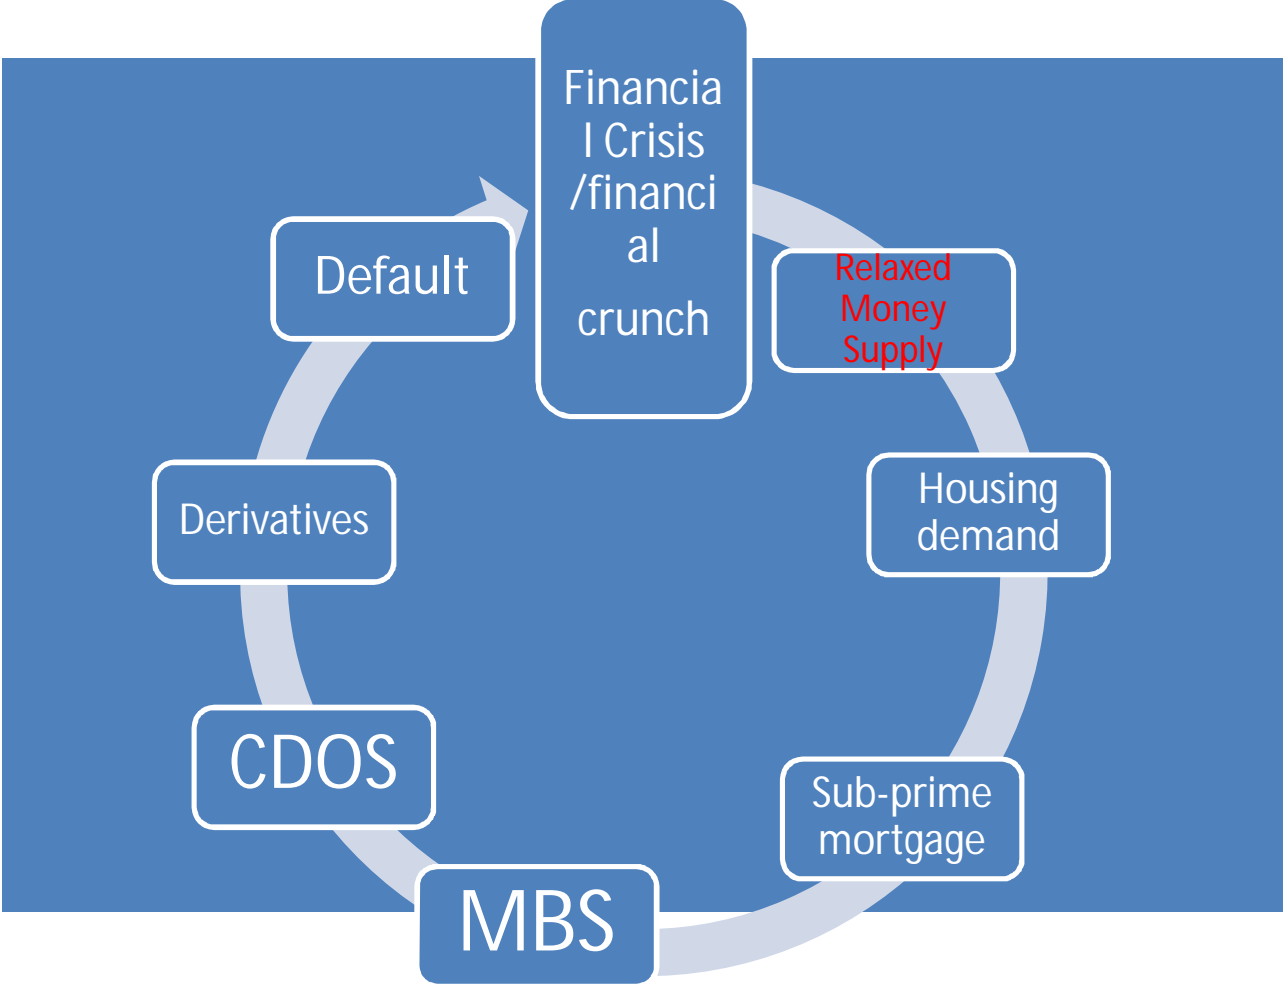 Financia
l Crisis
/financi
al
crunch
Relaxed
Money
Supply
Housing
demand
Sub-prime
mortgage
MBS
CDOS
Derivatives
Default